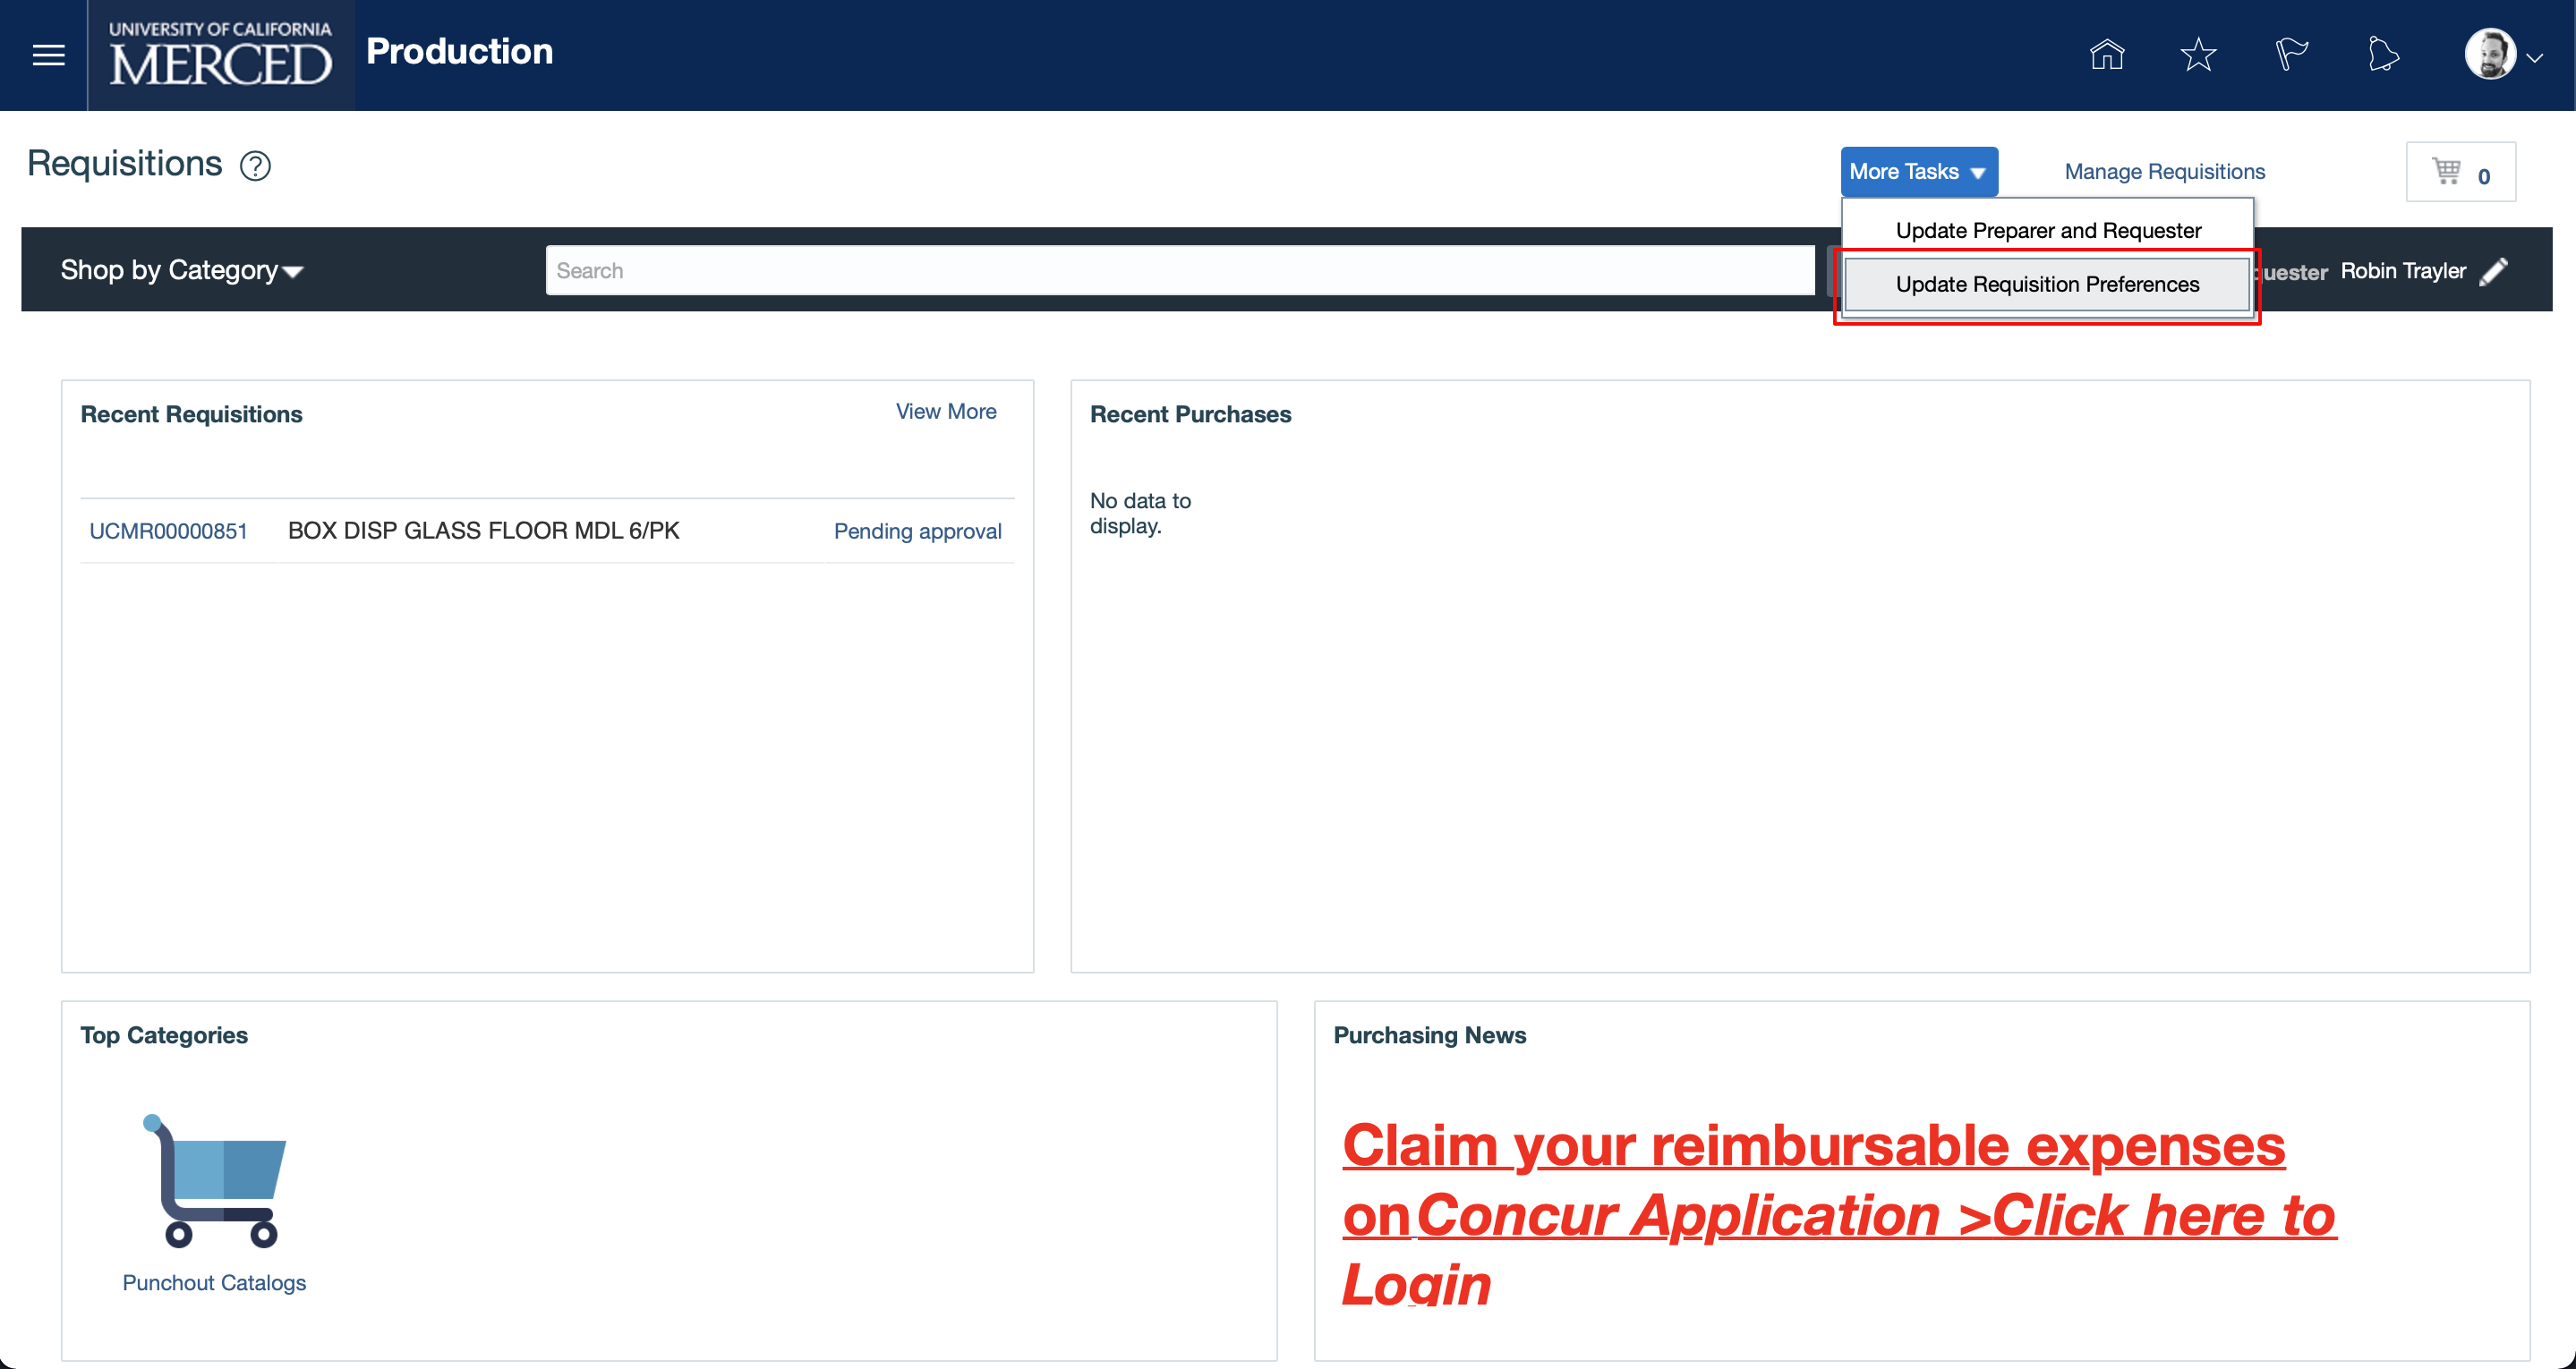 UNIVERSITY OF CALIFORNIA
MERCED
Production
Requisitions ?
More Tasks
Manage Requisitions
0
Update Preparer and Requester
Shop by Category
Search
Update Requisition Preferences
quester Robin Trayler
Recent Requisitions
View More
UCMR00000851 BOX DISP GLASS FLOOR MDL 6/PK Pending approval
Recent Purchases
No data to
display.
Top Categories
Punchout Catalogs
Purchasing News
Claim your reimbursable expenses
on Concur Application >Click here to
Login